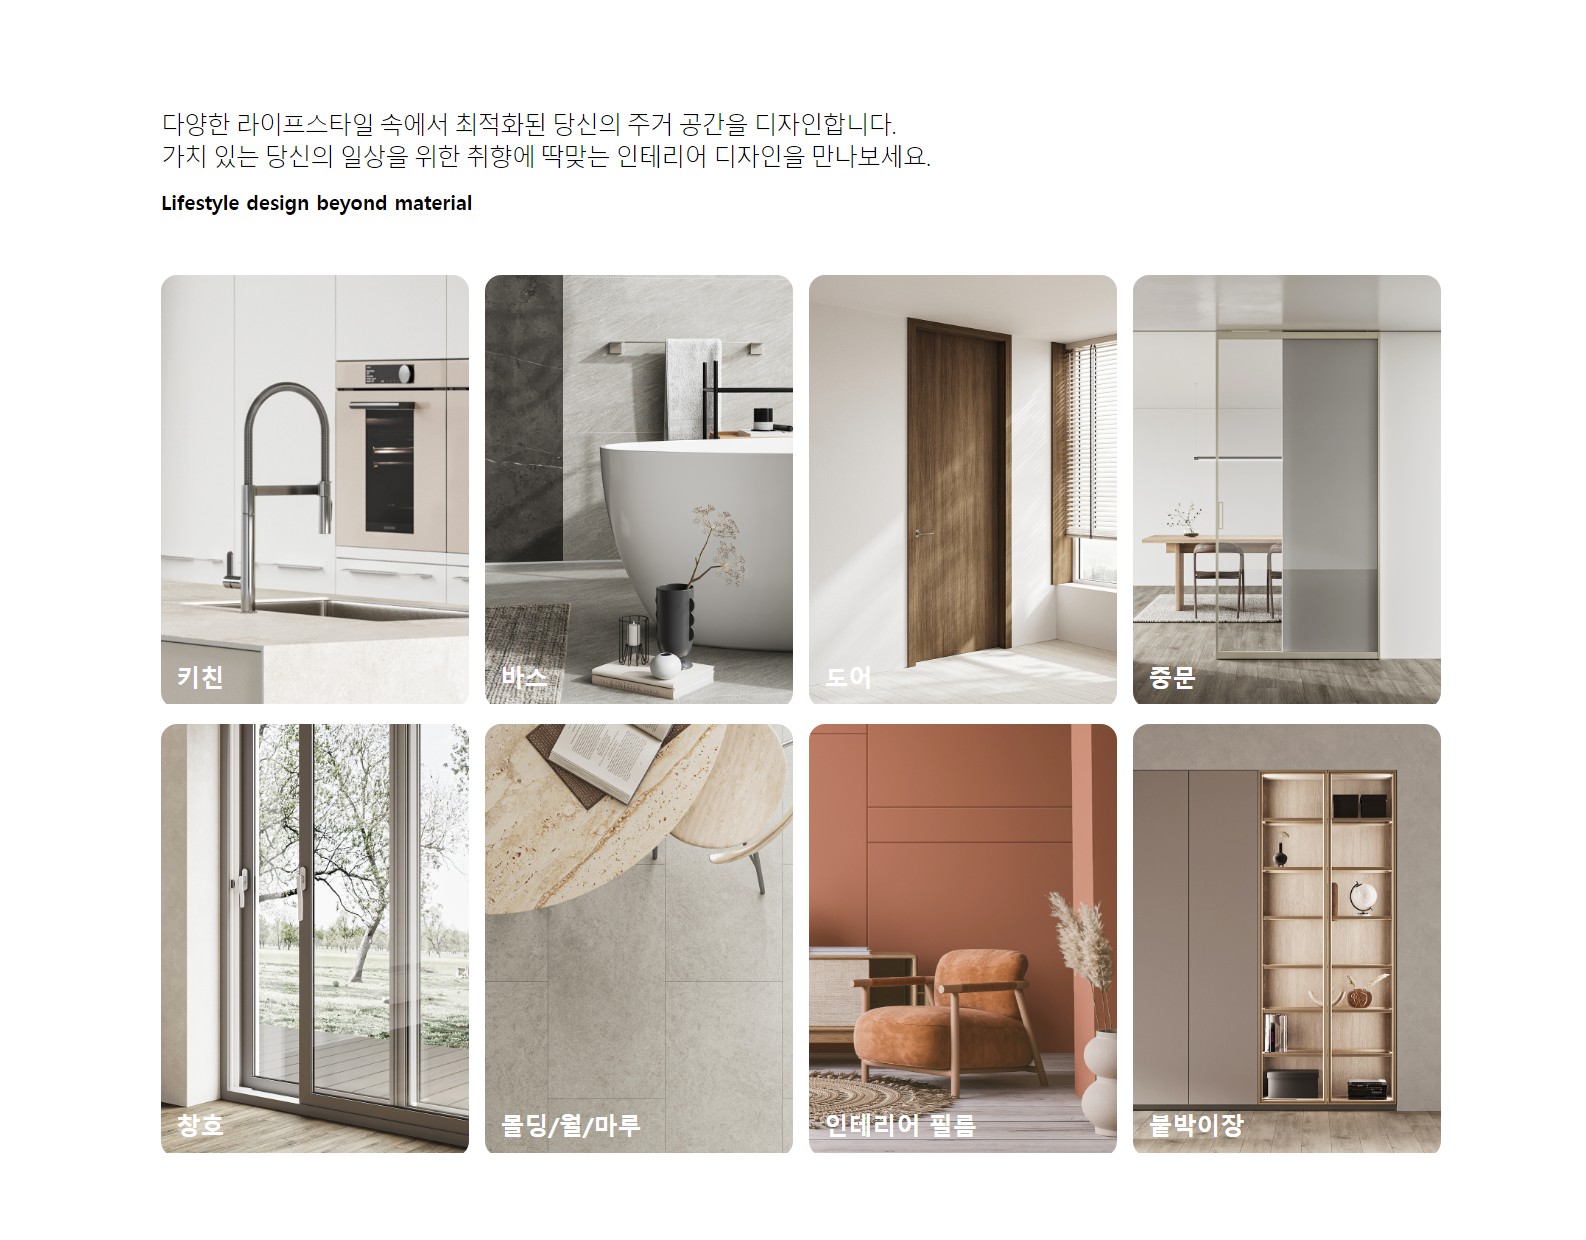 다양한 라이프스타일 속에서 최적화된 당신의 주거 공간을 디자인합니다.
가치 있는 당신의 일상을 위한 취향에 딱맞는 인테리어 디자인을 만나보세요.
Lifestyle design beyond material
키친
바스
도어
중문
창호
몰딩/월/마루
인테리어 필름
붙박이장